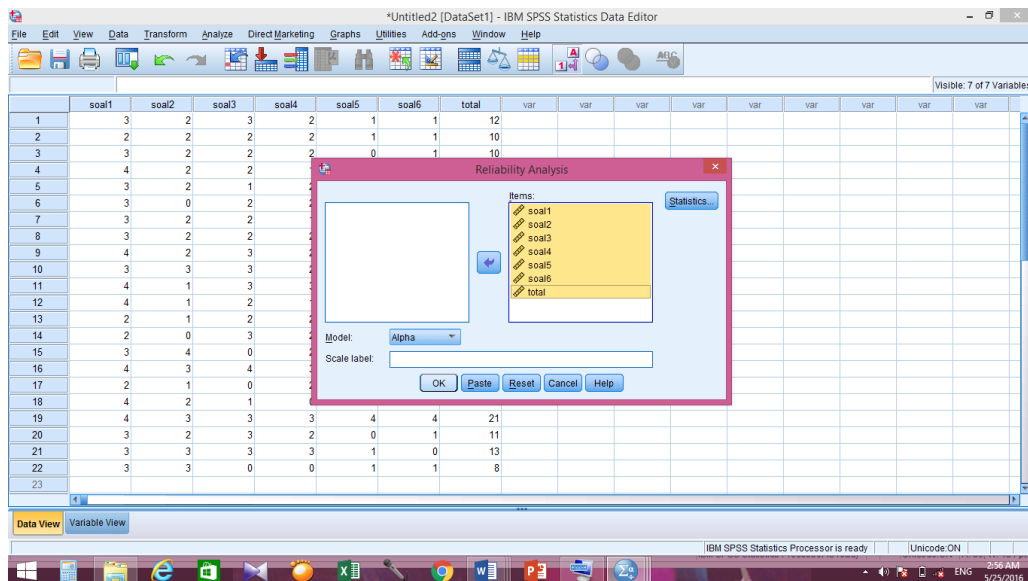 *Untitled2 [DataSet1] - IBM SPSS Statistics Data Editor
File Edit View Data Transform Analyze Direct Marketing Graphs Utilities Add-ons Window Help
Visible: 7 of 7 Variables
soal1 soal2 soal3 soal4 soal5 soal6 total var var var var var var var var
1 3 2 3 2 1 1 12
2 2 2 2 2 1 1 10
3 3 2 2 2 0 1 10
4 4 2 2
5 3 2 1
6 3 0 2
7 3 2 2
8 3 2 2
9 4 2 3
10 3 3 3
11 4 1 3
12 4 1 2
13 2 1 2
14 2 0 3
15 3 4 0
16 4 3 4
17 2 1 0
18 4 2 1
19 4 3 3 3 4 4 21
20 3 2 3 2 0 1 11
21 3 3 3 3 1 0 13
22 3 3 0 0 1 1 8
23
Reliability Analysis
Items:
soal1
soal2
soal3
soal4
soal5
soal6
total
Statistics...
Model: Alpha
Scale label:
OK Paste Reset Cancel Help
Data View Variable View
IBM SPSS Statistics Processor is ready Unicode:ON
ENG 2:56 AM
5/25/2016